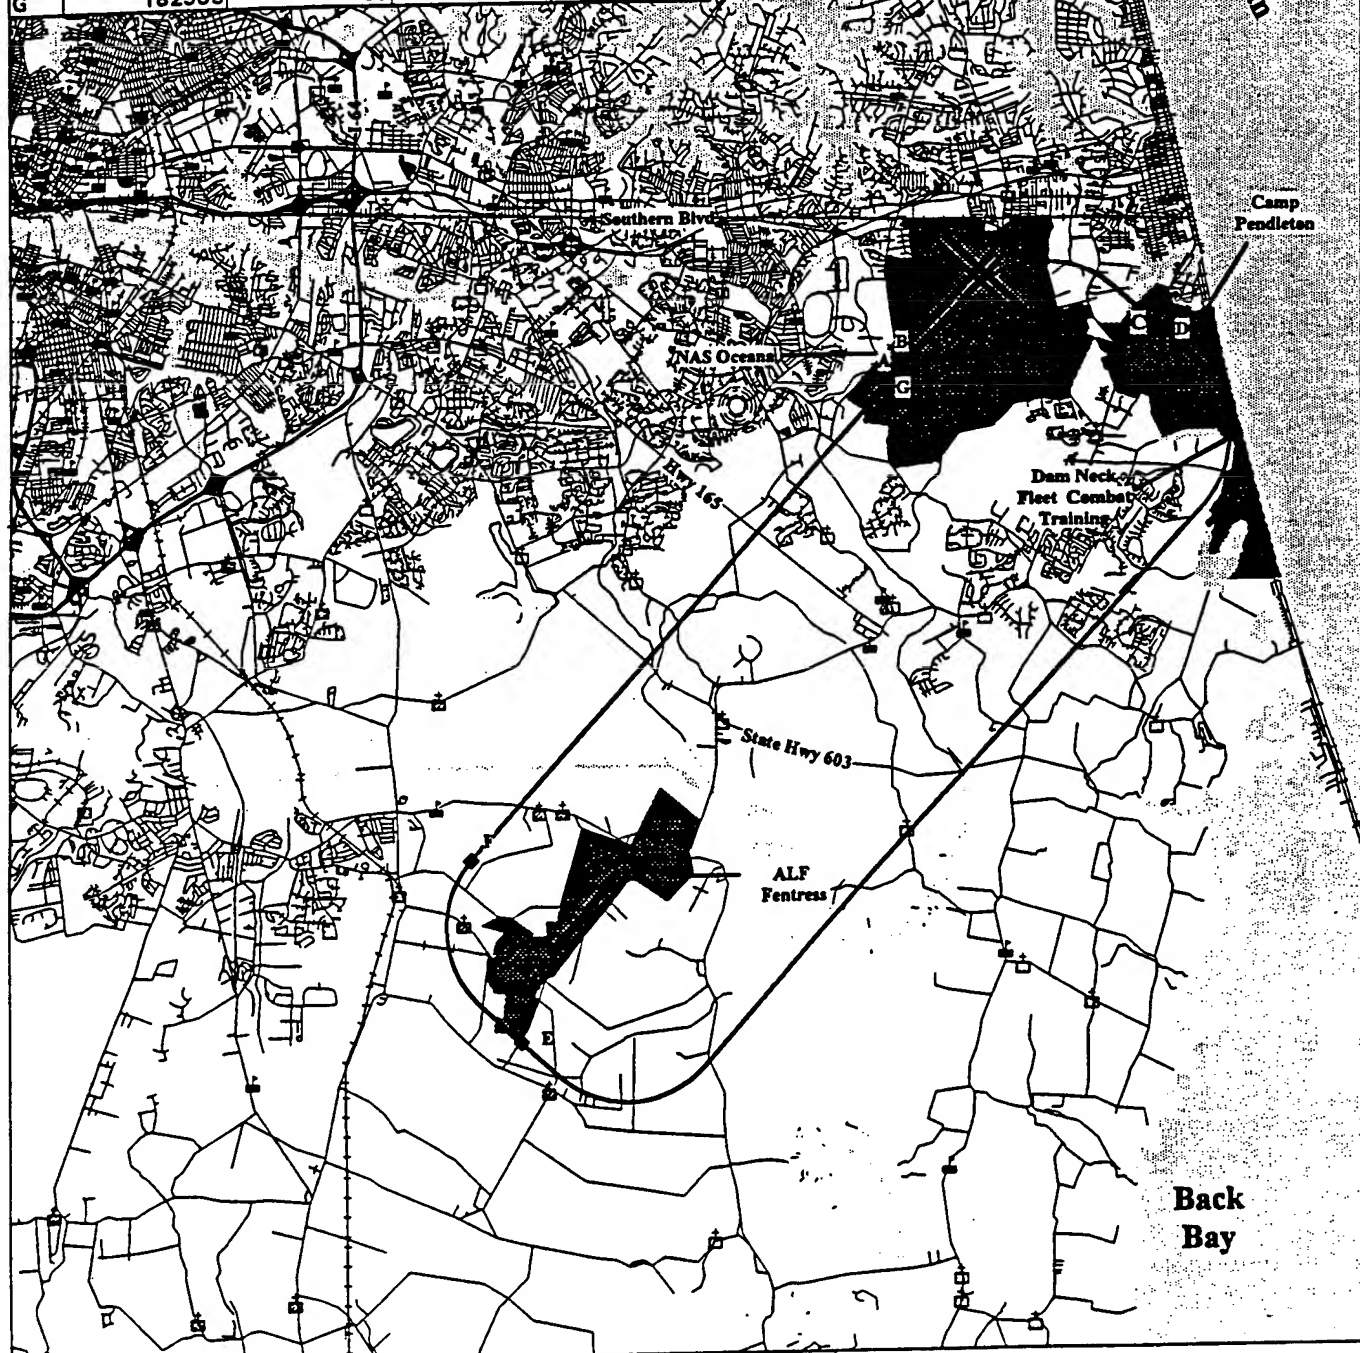 G
Camp
Pendleton
Southern Blvd
C
D
B
NAS Oceana
A
G
Hwy 165
Dam Neck
Fleet Combat
Training
State Hwy 603
F
ALF
Fentress
E
Back
Bay